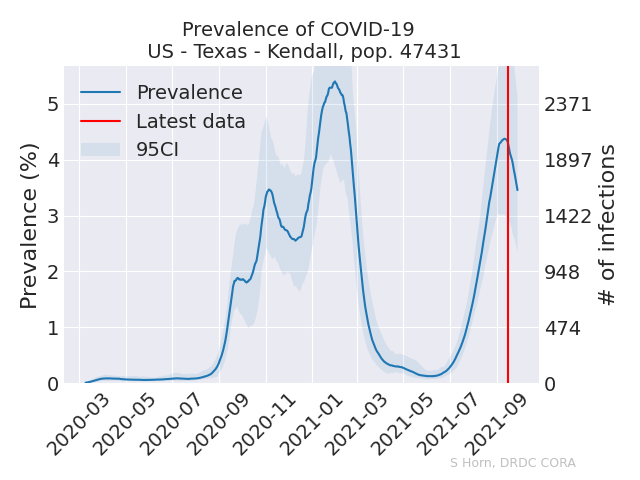 Prevalence of COVID-19
US - Texas - Kendall, pop. 47431
Prevalence
Latest data
95CI
Prevalence (%)
5
4
3
2
1
0
# of infections
2371
1897
1422
948
474
0
2020-03
2020-05
2020-07
2020-09
2020-11
2021-01
2021-03
2021-05
2021-07
2021-09
S Horn, DRDC CORA